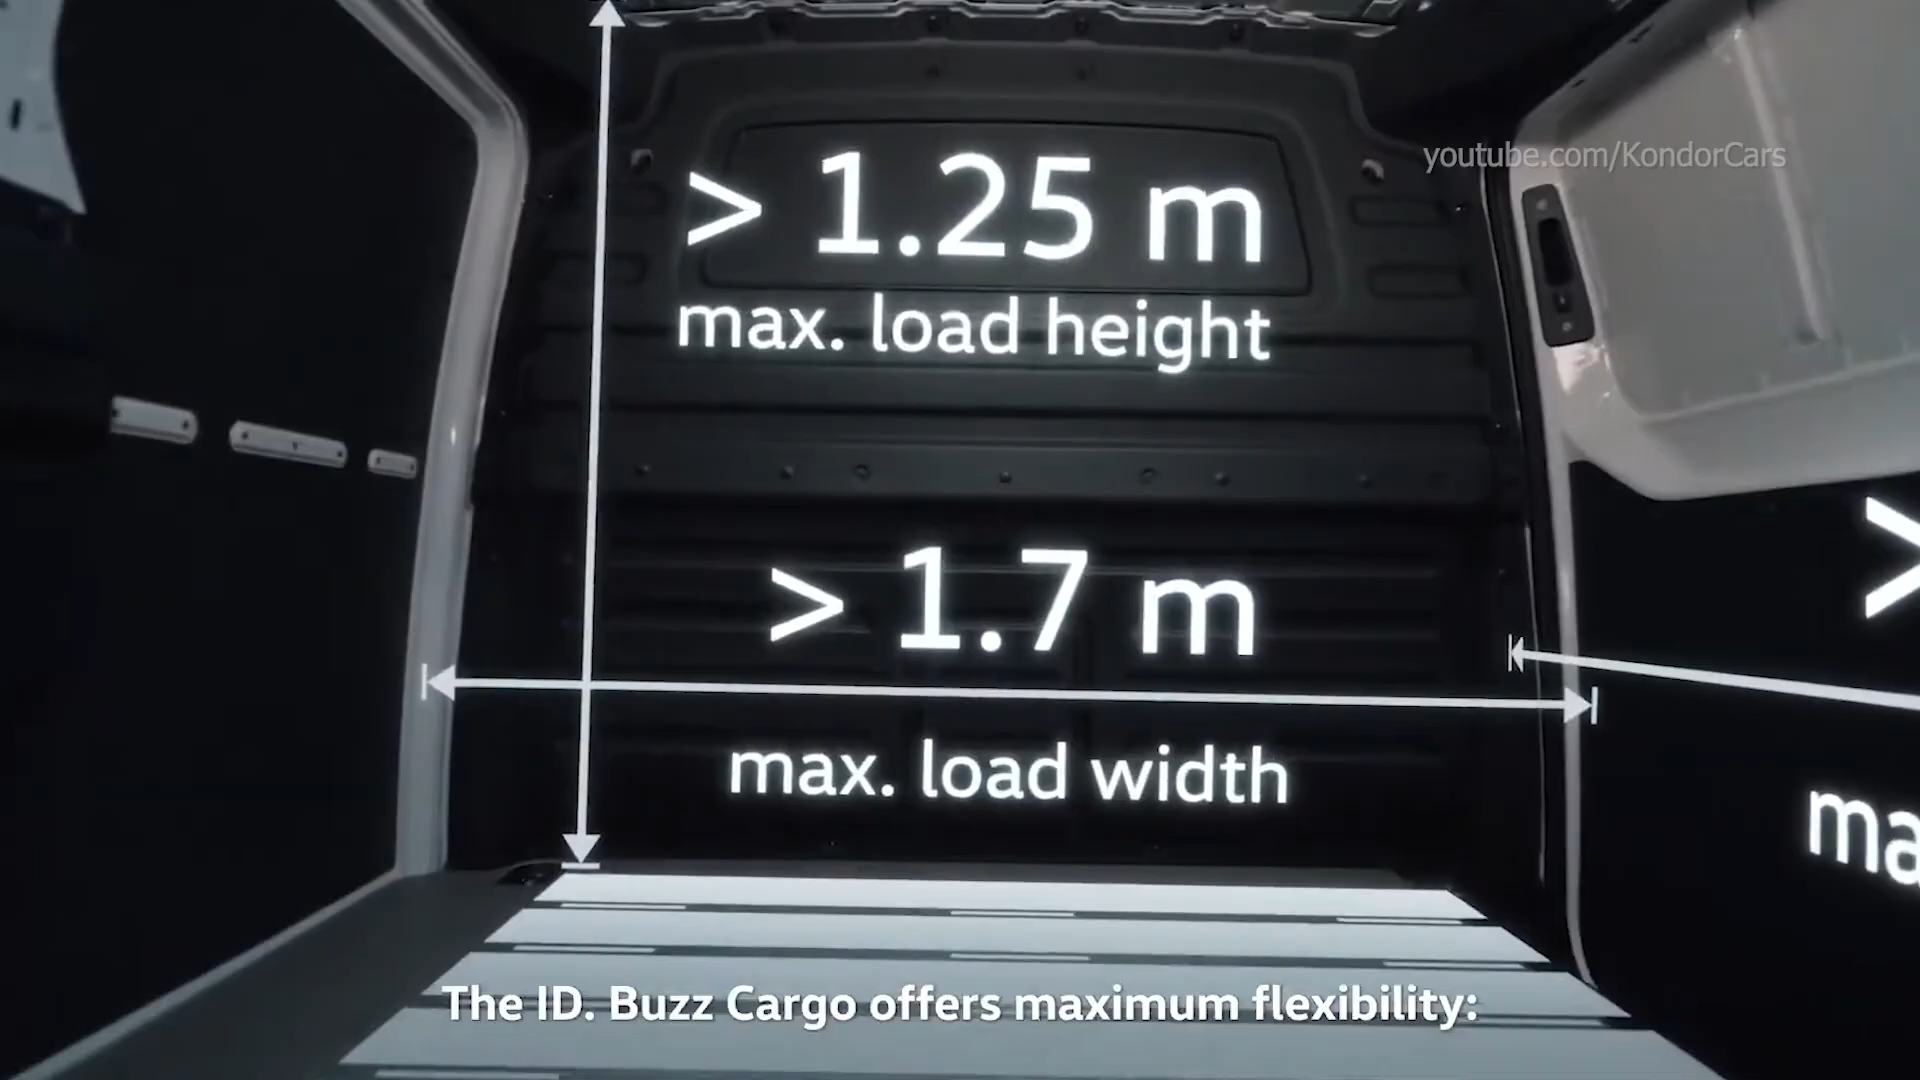 youtube.com/KondorCars
> 1.25 m
max. load height
> 1.7 m
max. load width
>
ma
The ID. Buzz Cargo offers maximum flexibility: